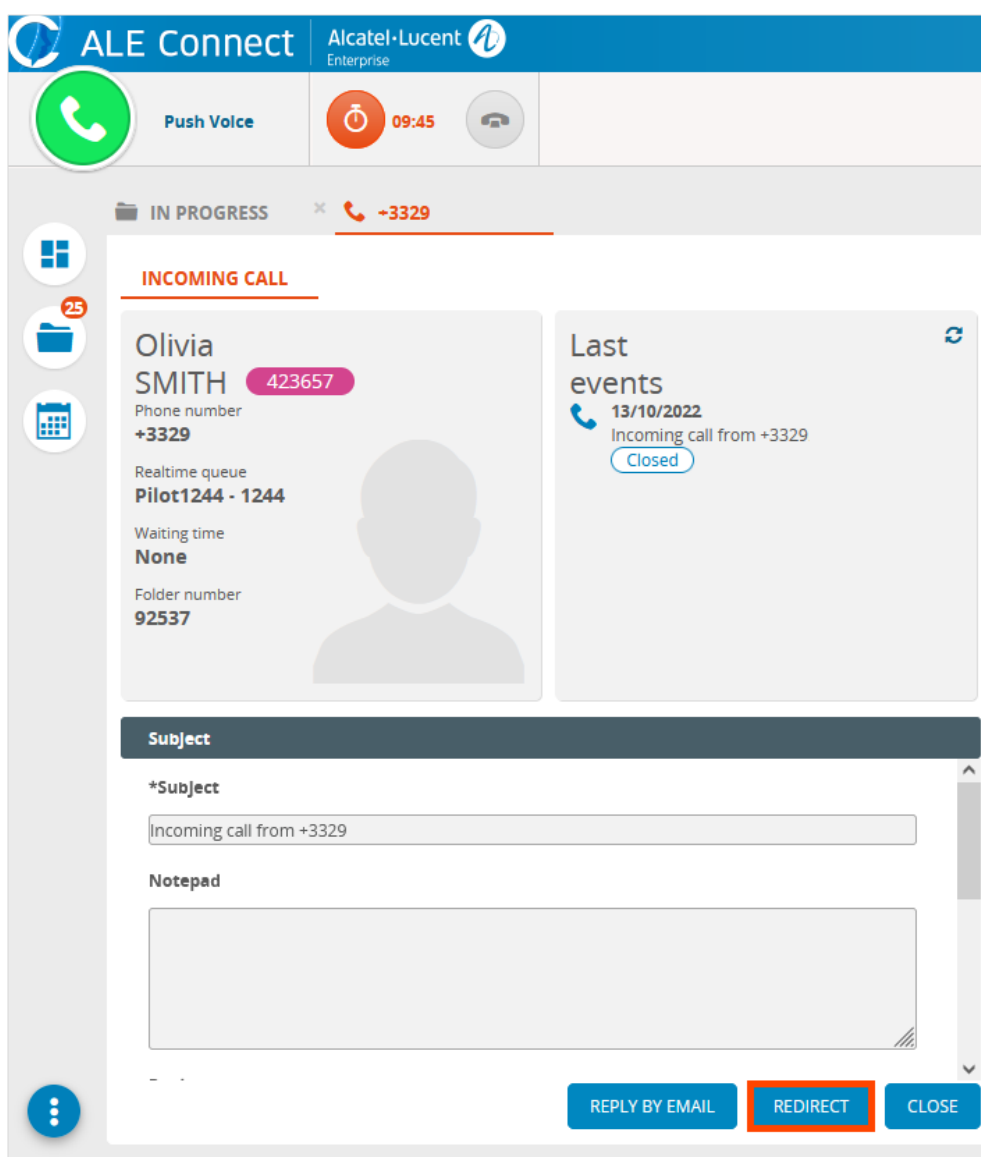 ALE Connect
Alcatel·Lucent
Enterprise
Push Voice
09:45
IN PROGRESS
× +3329
25
INCOMING CALL
Olivia
SMITH 423657
Phone number
+3329
Realtime queue
Pilot1244 - 1244
Waiting time
None
Folder number
92537
Last
events
13/10/2022
Incoming call from +3329
Closed
Subject
*Subject
Incoming call from +3329
Notepad
REPLY BY EMAIL
REDIRECT
CLOSE